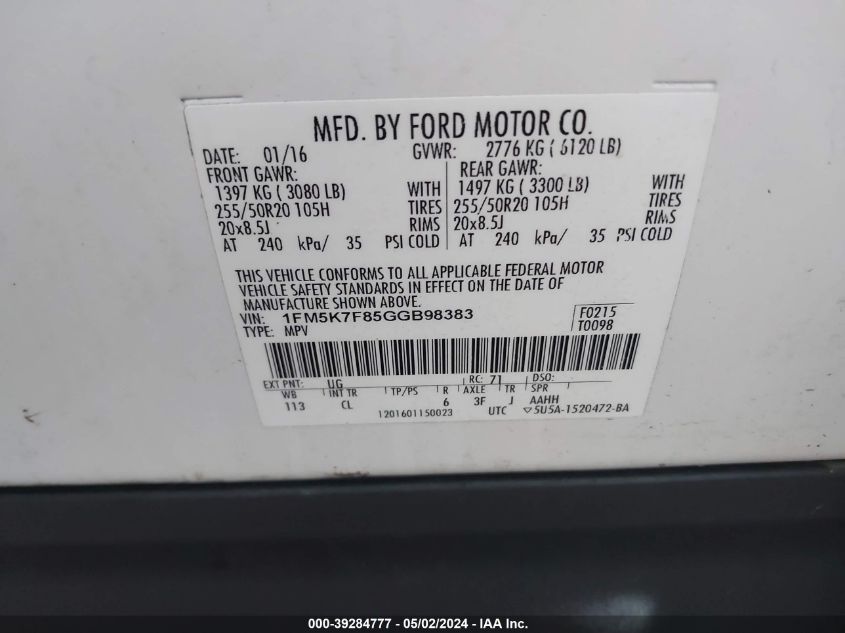 MFD. BY FORD MOTOR CO.
DATE: 01/16 GVWR: 2776 KG ( 6120 LB)
FRONT GAWR: REAR GAWR:
1397 KG ( 3080 LB) WITH 1497 KG ( 3300 LB) WITH
255/50R20 105H TIRES 255/50R20 105H TIRES
20x8.5J RIMS 20x8.5J RIMS
AT 240 kPa/ 35 PSI COLD AT 240 kPa/ 35 PSI COLD
THIS VEHICLE CONFORMS TO ALL APPLICABLE FEDERAL MOTOR
VEHICLE SAFETY STANDARDS IN EFFECT ON THE DATE OF
MANUFACTURE SHOWN ABOVE.
VIN: 1FM5K7F85GGB98383 F0215
TYPE: MPV T0098
EXT PNT: UG RC: 71 DSO:
WB INT TR TP/PS R AXLE TR SPR
113 CL 6 3F J AAHH
1201601150023 UTC ▽5U5A-1520472-BA
000-39284777 - 05/02/2024 - IAA Inc.